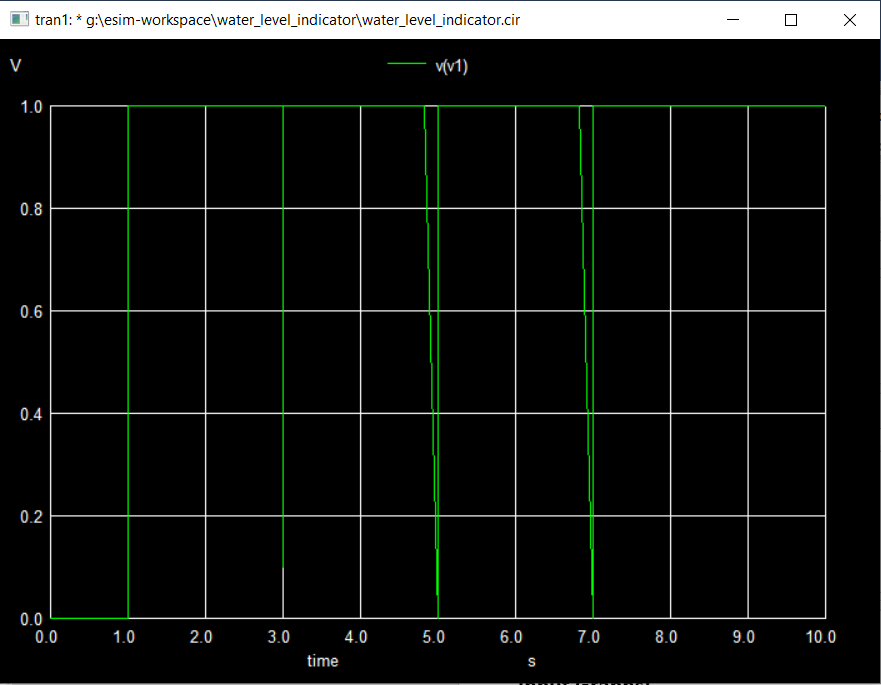 tran1: * g:\esim-workspace\water_level_indicator\water_level_indicator.cir
V
v(v1)
1.0
0.8
0.6
0.4
0.2
0.0
0.0 1.0 2.0 3.0 4.0 5.0 6.0 7.0 8.0 9.0 10.0
time s